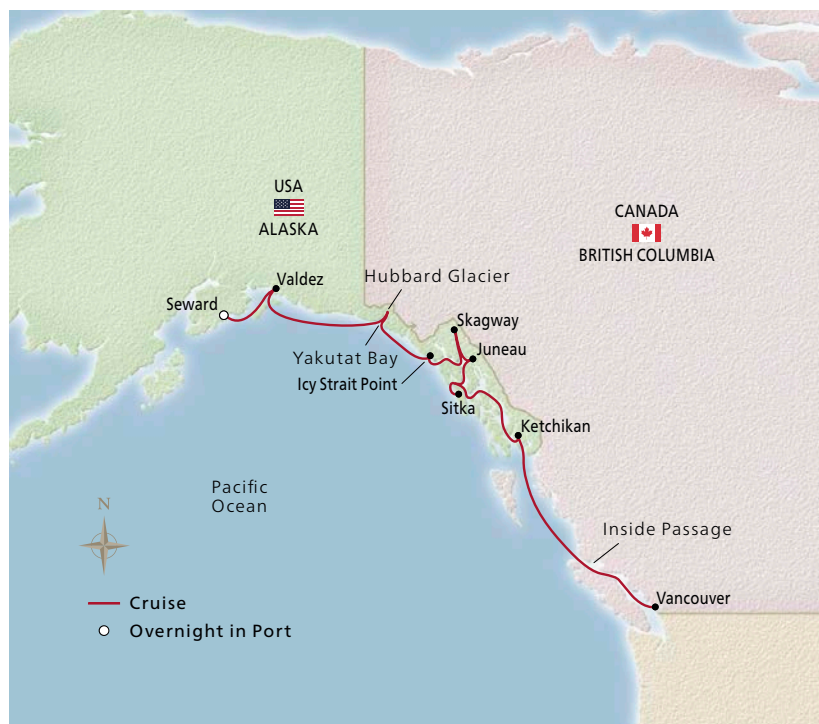 USA
ALASKA
CANADA
BRITISH COLUMBIA
Hubbard Glacier
Valdez
Seward
Skagway
Yakutat Bay
Juneau
Icy Strait Point
Sitka
Ketchikan
Pacific
Ocean
N
Inside Passage
Vancouver
Cruise
Overnight in Port